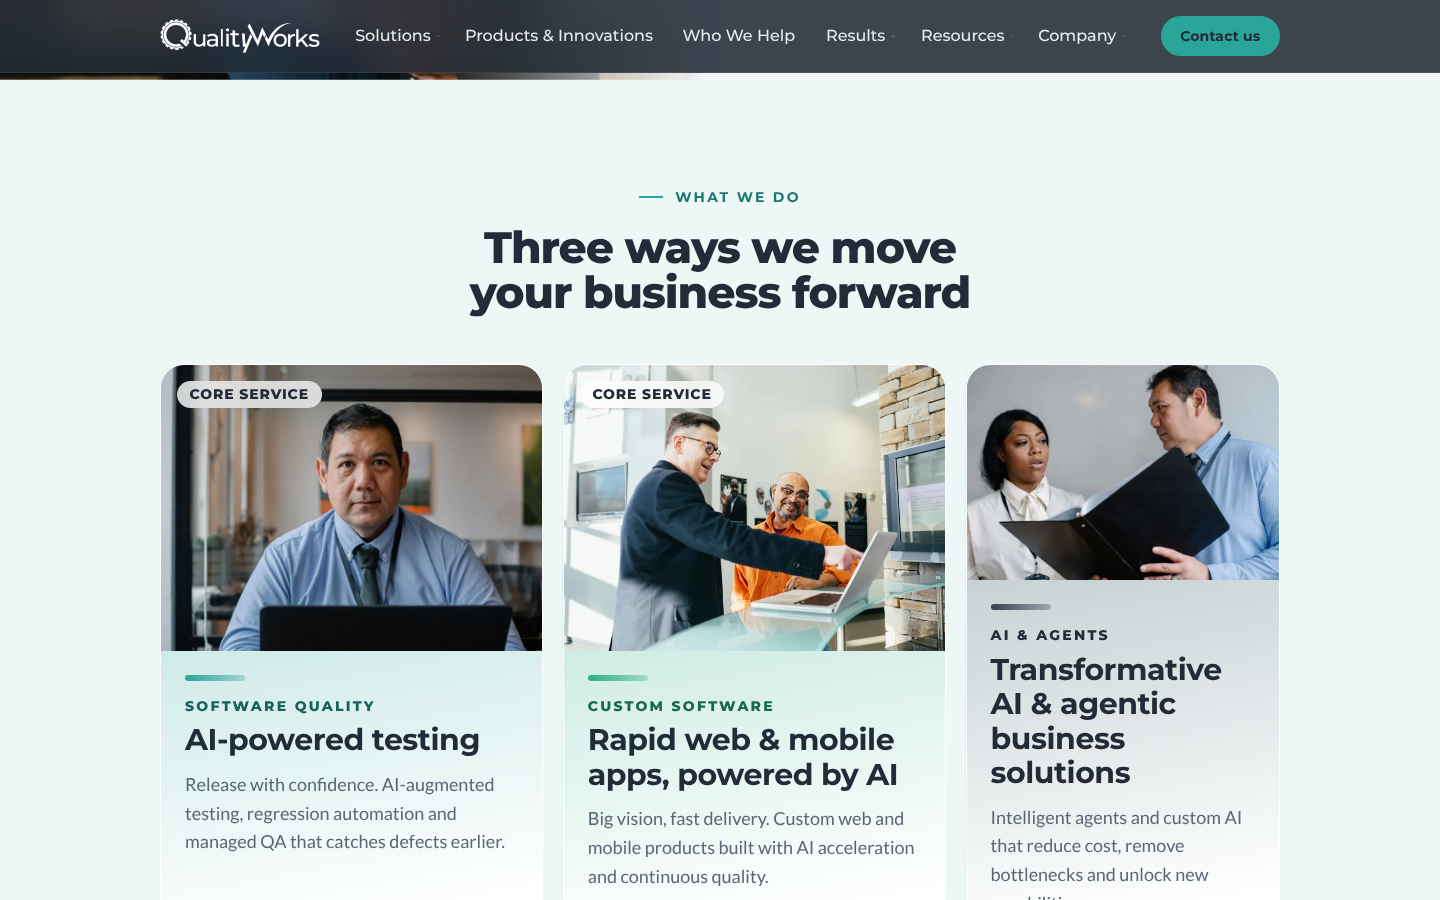 QualityWorks
Solutions
Products & Innovations
Who We Help
Results
Resources
Company
Contact us
WHAT WE DO
Three ways we move
your business forward
CORE SERVICE
SOFTWARE QUALITY
AI-powered testing
Release with confidence. AI-augmented
testing, regression automation and
managed QA that catches defects earlier.
CORE SERVICE
CUSTOM SOFTWARE
Rapid web & mobile
apps, powered by AI
Big vision, fast delivery. Custom web and
mobile products built with AI acceleration
and continuous quality.
AI & AGENTS
Transformative
AI & agentic
business
solutions
Intelligent agents and custom AI
that reduce cost, remove
bottlenecks and unlock new